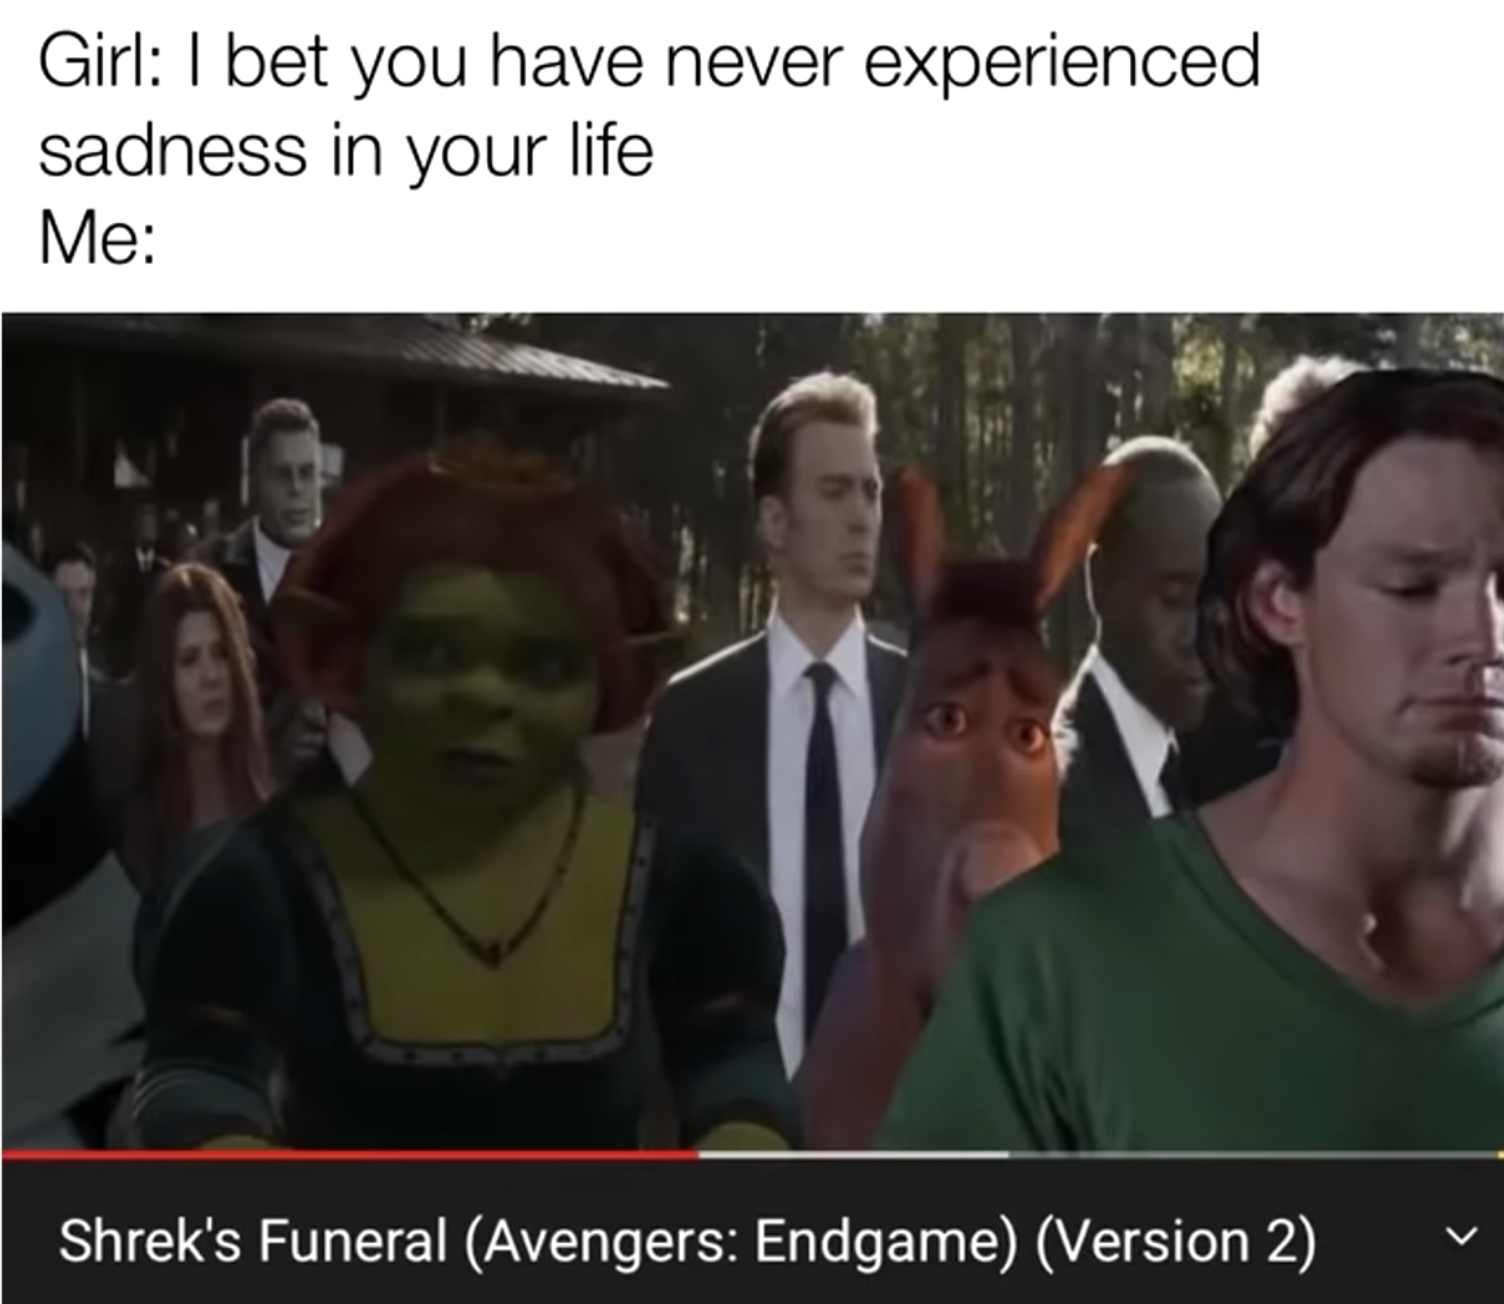 Girl: I bet you have never experienced
sadness in your life
Me:
Shrek's Funeral (Avengers: Endgame) (Version 2)